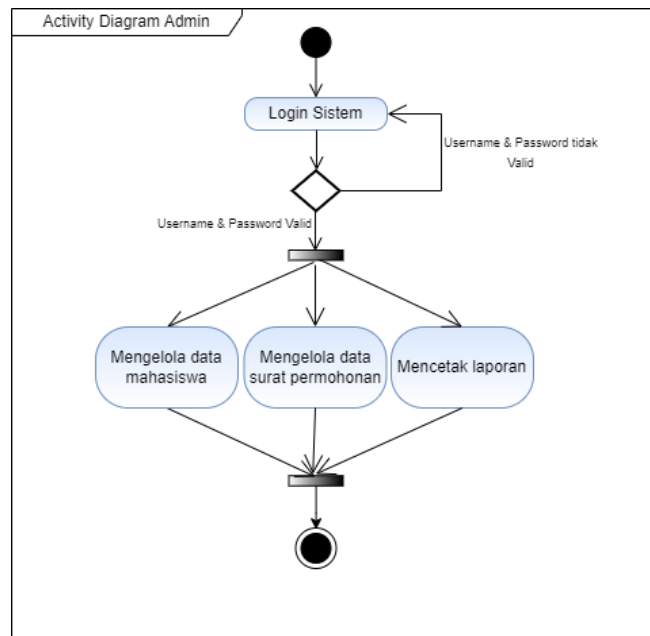 Activity Diagram Admin
Login Sistem
Username & Password tidak
Valid
Username & Password Valid
Mengelola data
mahasiswa
Mengelola data
surat permohonan
Mencetak laporan